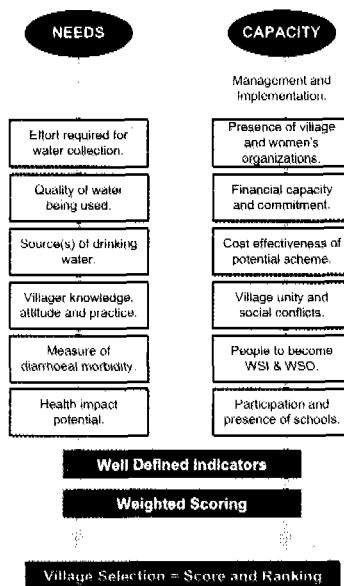 NEEDS
Effort required for
water collection.
Quality of water
being used.
Source(s) of drinking
water.
Villager knowledge,
attitude and practice.
Measure of
diarrhoeal morbidity.
Health impact
potential.
CAPACITY
Management and
Implementation.
Presence of village
and women's
organizations.
Financial capacity
and commitment.
Cost effectiveness of
potential scheme.
Village unity and
social conflicts.
People to become
WSI & WSO.
Participation and
presence of schools.
Well Defined Indicators
Weighted Scoring
Village Selection = Score and Ranking